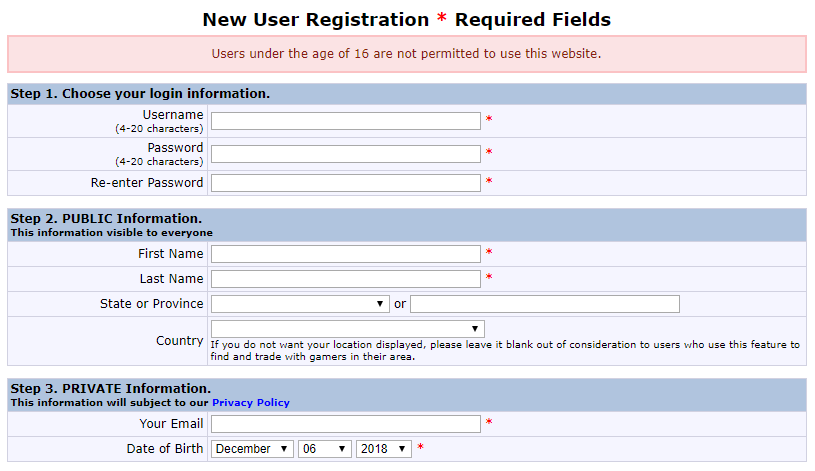 New User Registration * Required Fields
Users under the age of 16 are not permitted to use this website.
Step 1. Choose your login information.
Username
(4-20 characters)
*
Password
(4-20 characters)
*
Re-enter Password *
Step 2. PUBLIC Information.
This information visible to everyone
First Name *
Last Name *
State or Province or
Country
If you do not want your location displayed, please leave it blank out of consideration to users who use this feature to
find and trade with gamers in their area.
Step 3. PRIVATE Information.
This information will subject to our Privacy Policy
Your Email *
Date of Birth December 06 2018 *